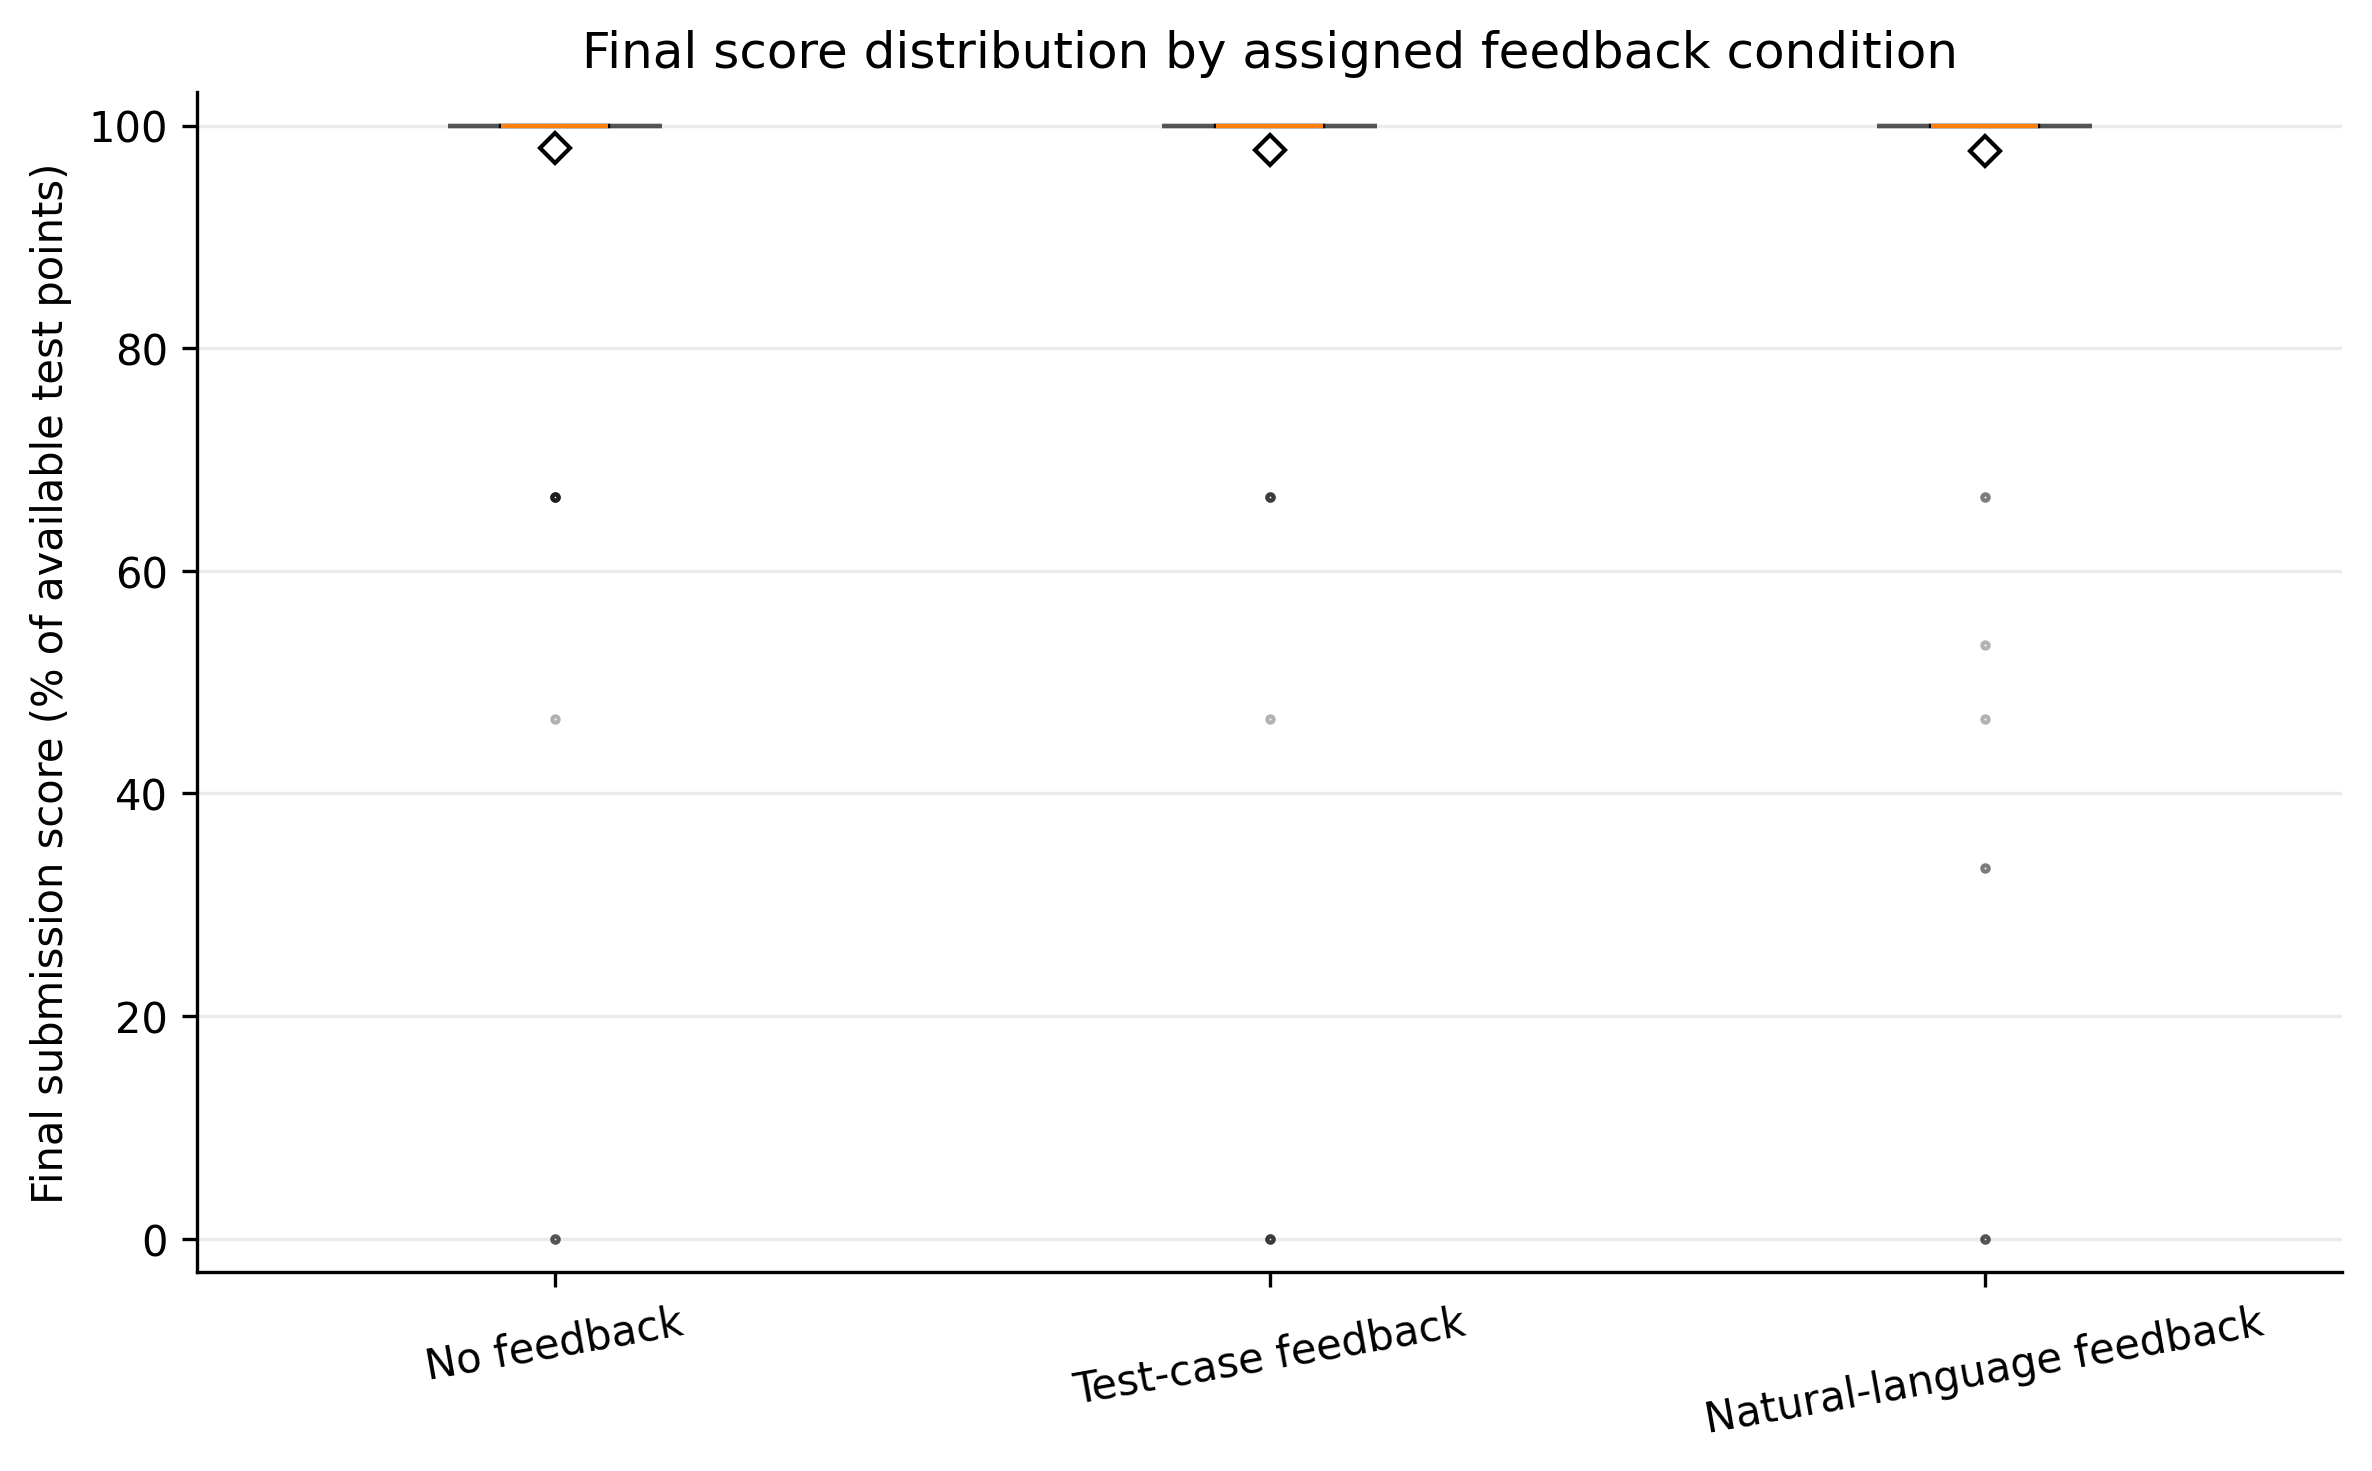 Final score distribution by assigned feedback condition
Final submission score (% of available test points)
100
80
60
40
20
0
No feedback
Test-case feedback
Natural-language feedback